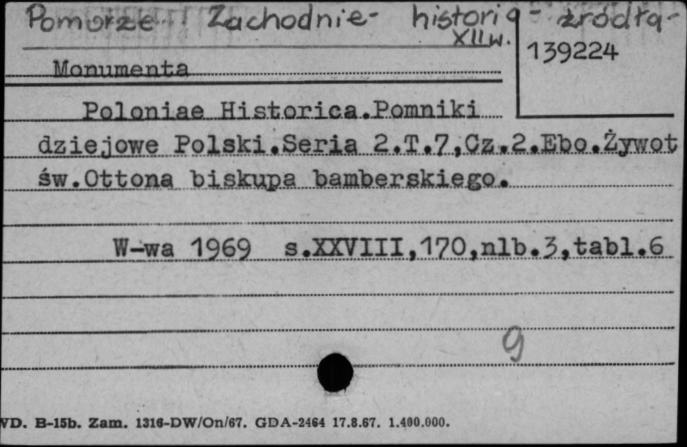 Pomorze Zachodnie- historia - źródła-
XII w.
139224
Monumenta
Poloniae Historica.Pomniki
dziejowe Polski.Seria 2.T.7,Cz.2.Ebo.Żywot
św.Ottona biskupa bamberskiego.
W-wa 1969 s.XXVIII,170,nlb.3,tabl.6
9
VD. B-15b. Zam. 1316-DW/On/67. GDA-2464 17.8.67. 1.400.000.